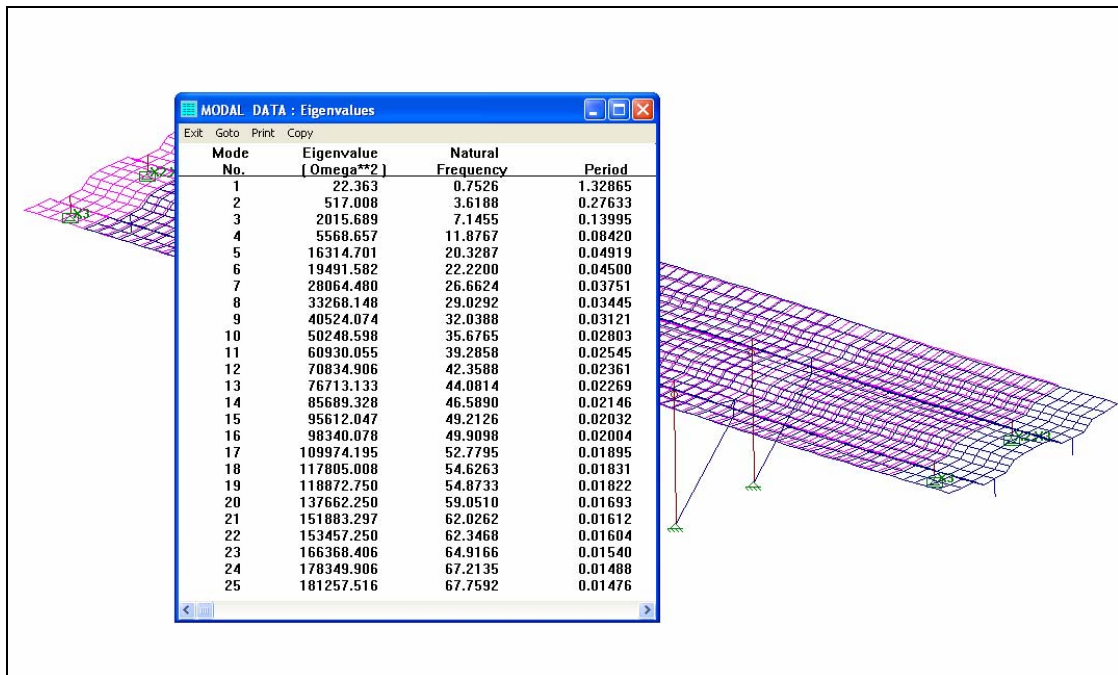 MODAL DATA : Eigenvalues
Exit Goto Print Copy
Mode Eigenvalue Natural
No. [ Omega**2 ] Frequency Period
1 22.363 0.7526 1.32865
2 517.008 3.6188 0.27633
3 2015.689 7.1455 0.13995
4 5568.657 11.8767 0.08420
5 16314.701 20.3287 0.04919
6 19491.582 22.2200 0.04500
7 28064.480 26.6624 0.03751
8 33268.148 29.0292 0.03445
9 40524.074 32.0388 0.03121
10 50248.598 35.6765 0.02803
11 60930.055 39.2858 0.02545
12 70834.906 42.3588 0.02361
13 76713.133 44.0814 0.02269
14 85689.328 46.5890 0.02146
15 95612.047 49.2126 0.02032
16 98340.078 49.9098 0.02004
17 109974.195 52.7795 0.01895
18 117805.008 54.6263 0.01831
19 118872.750 54.8733 0.01822
20 137662.250 59.0510 0.01693
21 151883.297 62.0262 0.01612
22 153457.250 62.3468 0.01604
23 166368.406 64.9166 0.01540
24 178349.906 67.2135 0.01488
25 181257.516 67.7592 0.01476
X3
X3